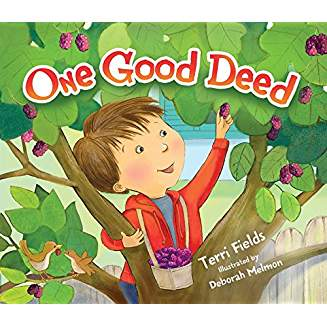 One Good Deed
Terri Fields
Illustrated by
Deborah Melmon